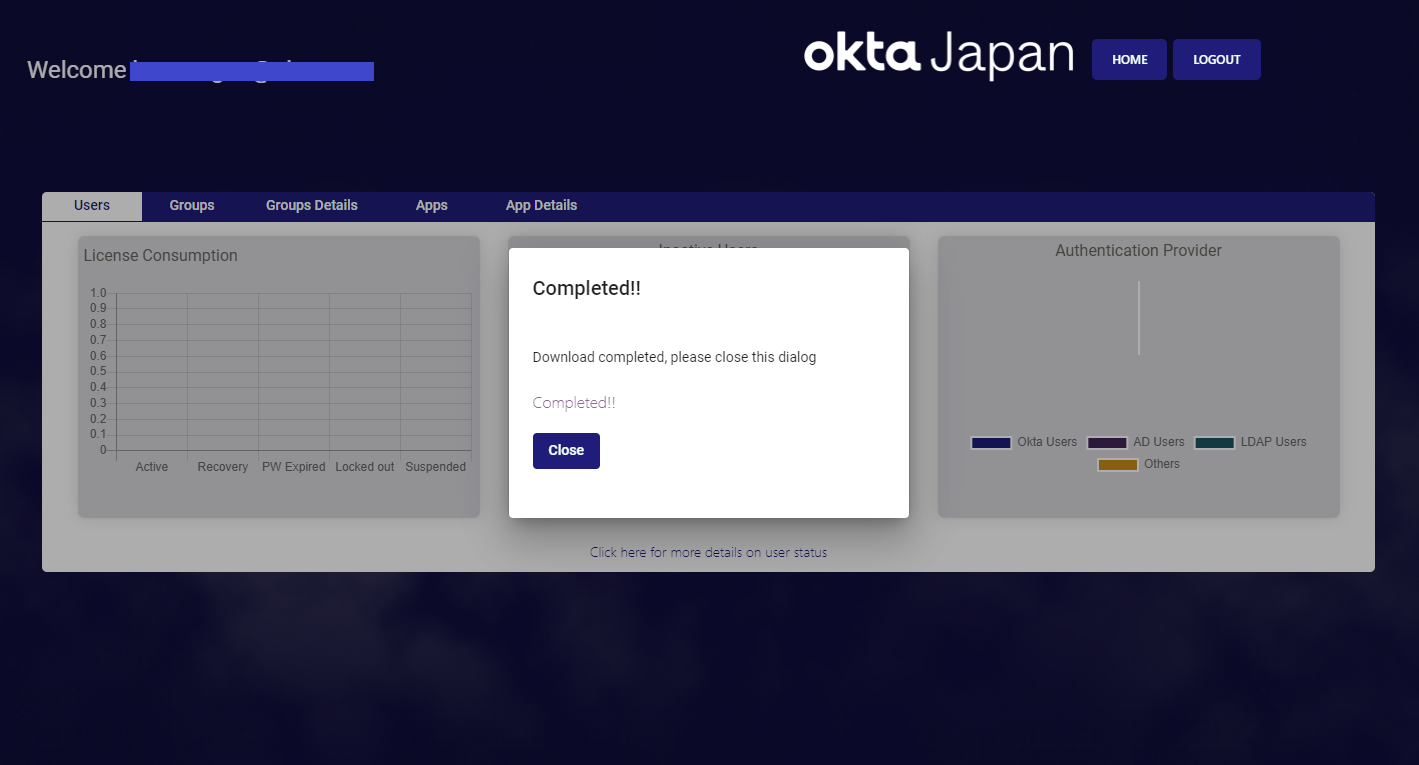 Welcome
okta Japan
HOME
LOGOUT
Users
Groups
Groups Details
Apps
App Details
License Consumption
1.0
0.9
0.8
0.7
0.6
0.5
0.4
0.3
0.2
0.1
0
Active
Recovery
PW Expired
Locked out
Suspended
Completed!!
Download completed, please close this dialog
Completed!!
Close
Authentication Provider
Okta Users
AD Users
LDAP Users
Others
Click here for more details on user status